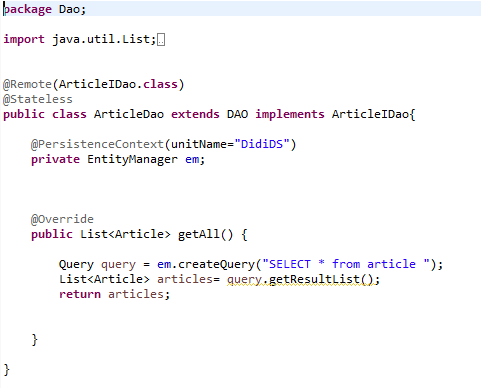 package Dao;
import java.util.List;
@Remote(ArticleIDao.class)
@Stateless
public class ArticleDao extends DAO implements ArticleIDao{
@PersistenceContext(unitName="DidiDS")
private EntityManager em;
@Override
public List<Article> getAll() {
Query query = em.createQuery("SELECT * from article ");
List<Article> articles= query.getResultList();
return articles;
}
}